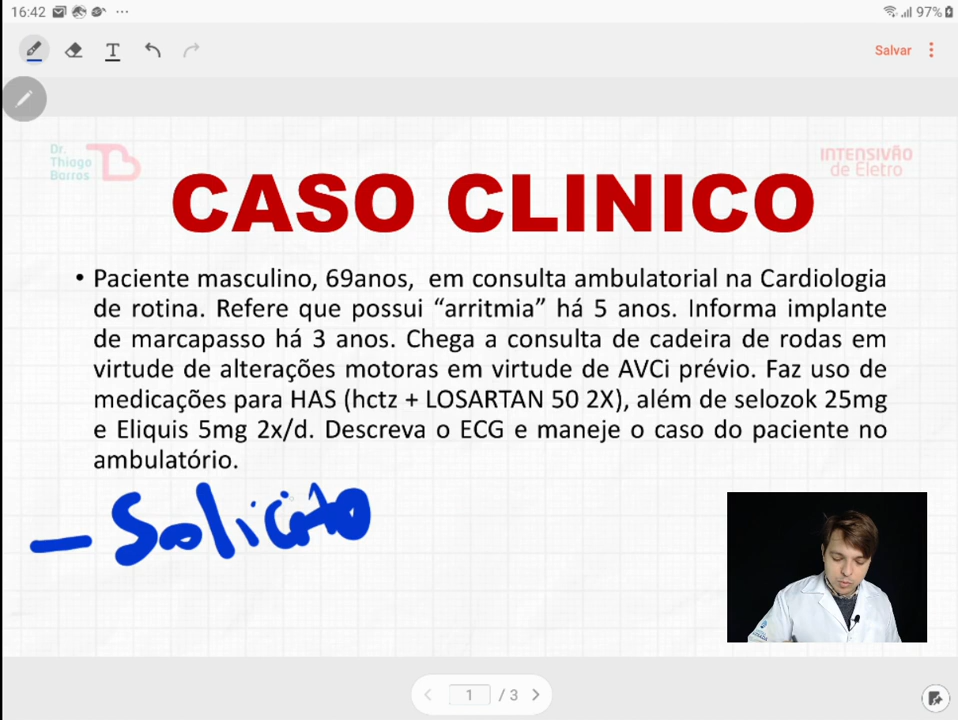 16:42
97%
Salvar
Dr.
Thiago
Barros
INTENSIVÃO
de Eletro
CASO CLINICO
• Paciente masculino, 69anos, em consulta ambulatorial na Cardiologia
de rotina. Refere que possui “arritmia” há 5 anos. Informa implante
de marcapasso há 3 anos. Chega a consulta de cadeira de rodas em
virtude de alterações motoras em virtude de AVCi prévio. Faz uso de
medicações para HAS (hctz + LOSARTAN 50 2X), além de selozok 25mg
e Eliquis 5mg 2x/d. Descreva o ECG e maneje o caso do paciente no
ambulatório.
- Solicito
1 / 3